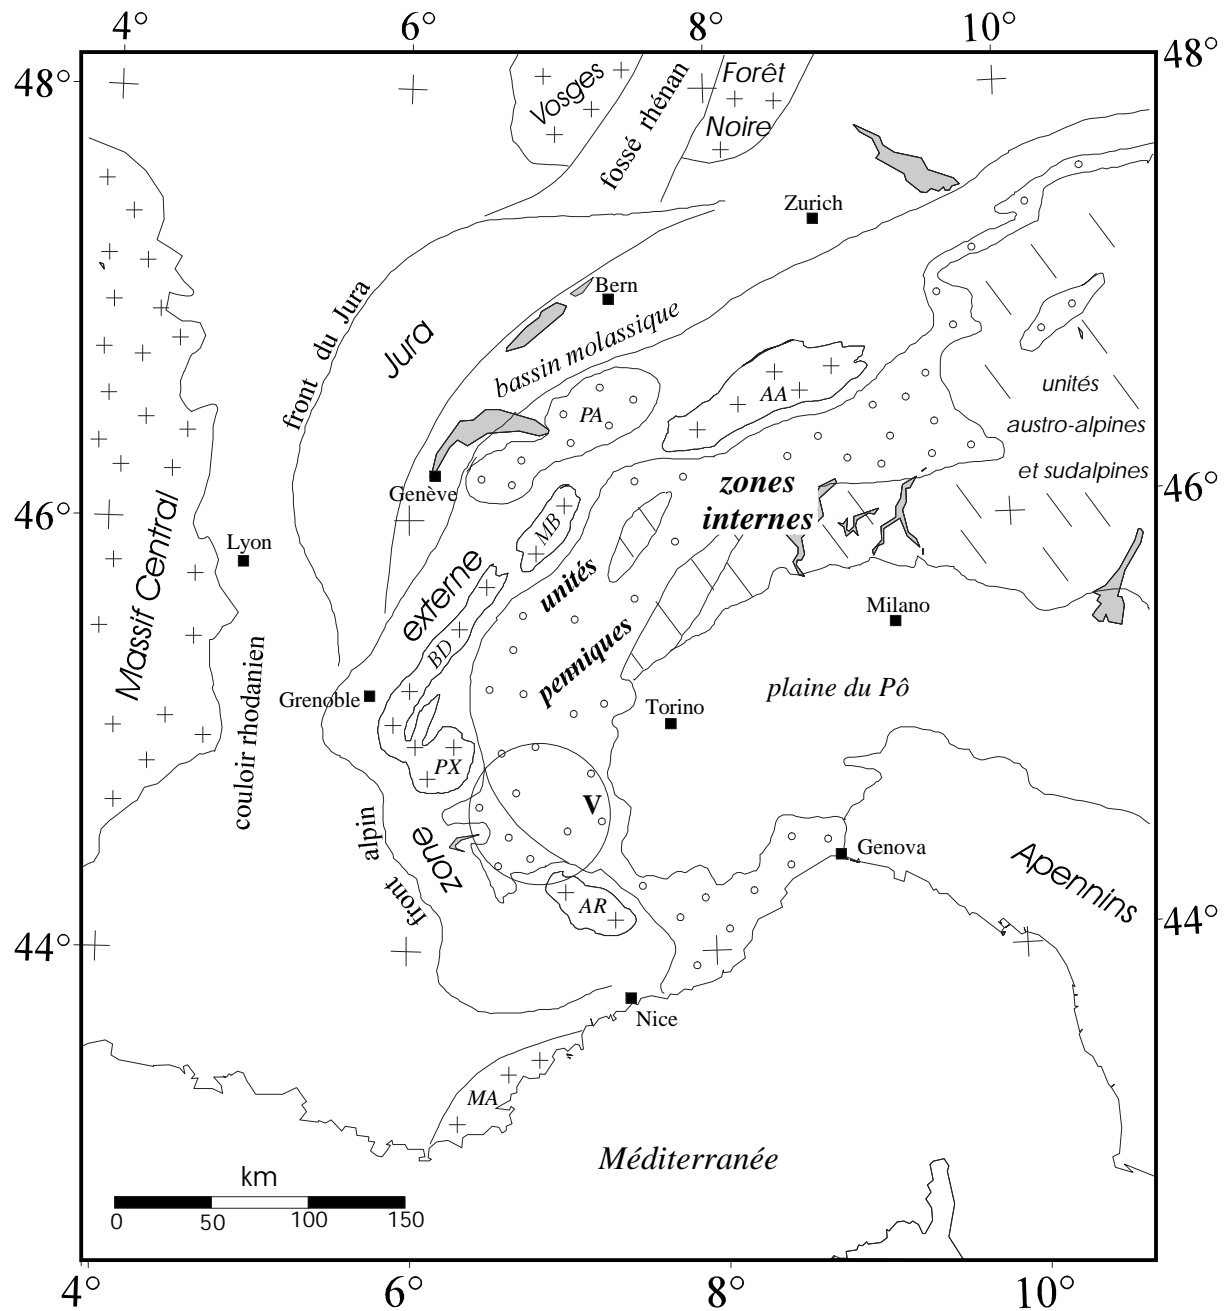 4°
6°
8°
10°
48°
48°
Vosges
fossé rhénan
Forêt
Noire
Zurich
front du Jura
Jura
Bern
bassin molassique
PA
AA
unités
austro-alpines
et sudalpines
Genève
zones
internes
46°
46°
Massif Central
Lyon
MB
externe
unités
penniques
BD
Milano
couloir rhodanien
Grenoble
Torino
plaine du Pô
PX
V
alpin
front
zone
Genova
Apennins
AR
44°
44°
Nice
MA
Méditerranée
km
0
50
100
150
4°
6°
8°
10°